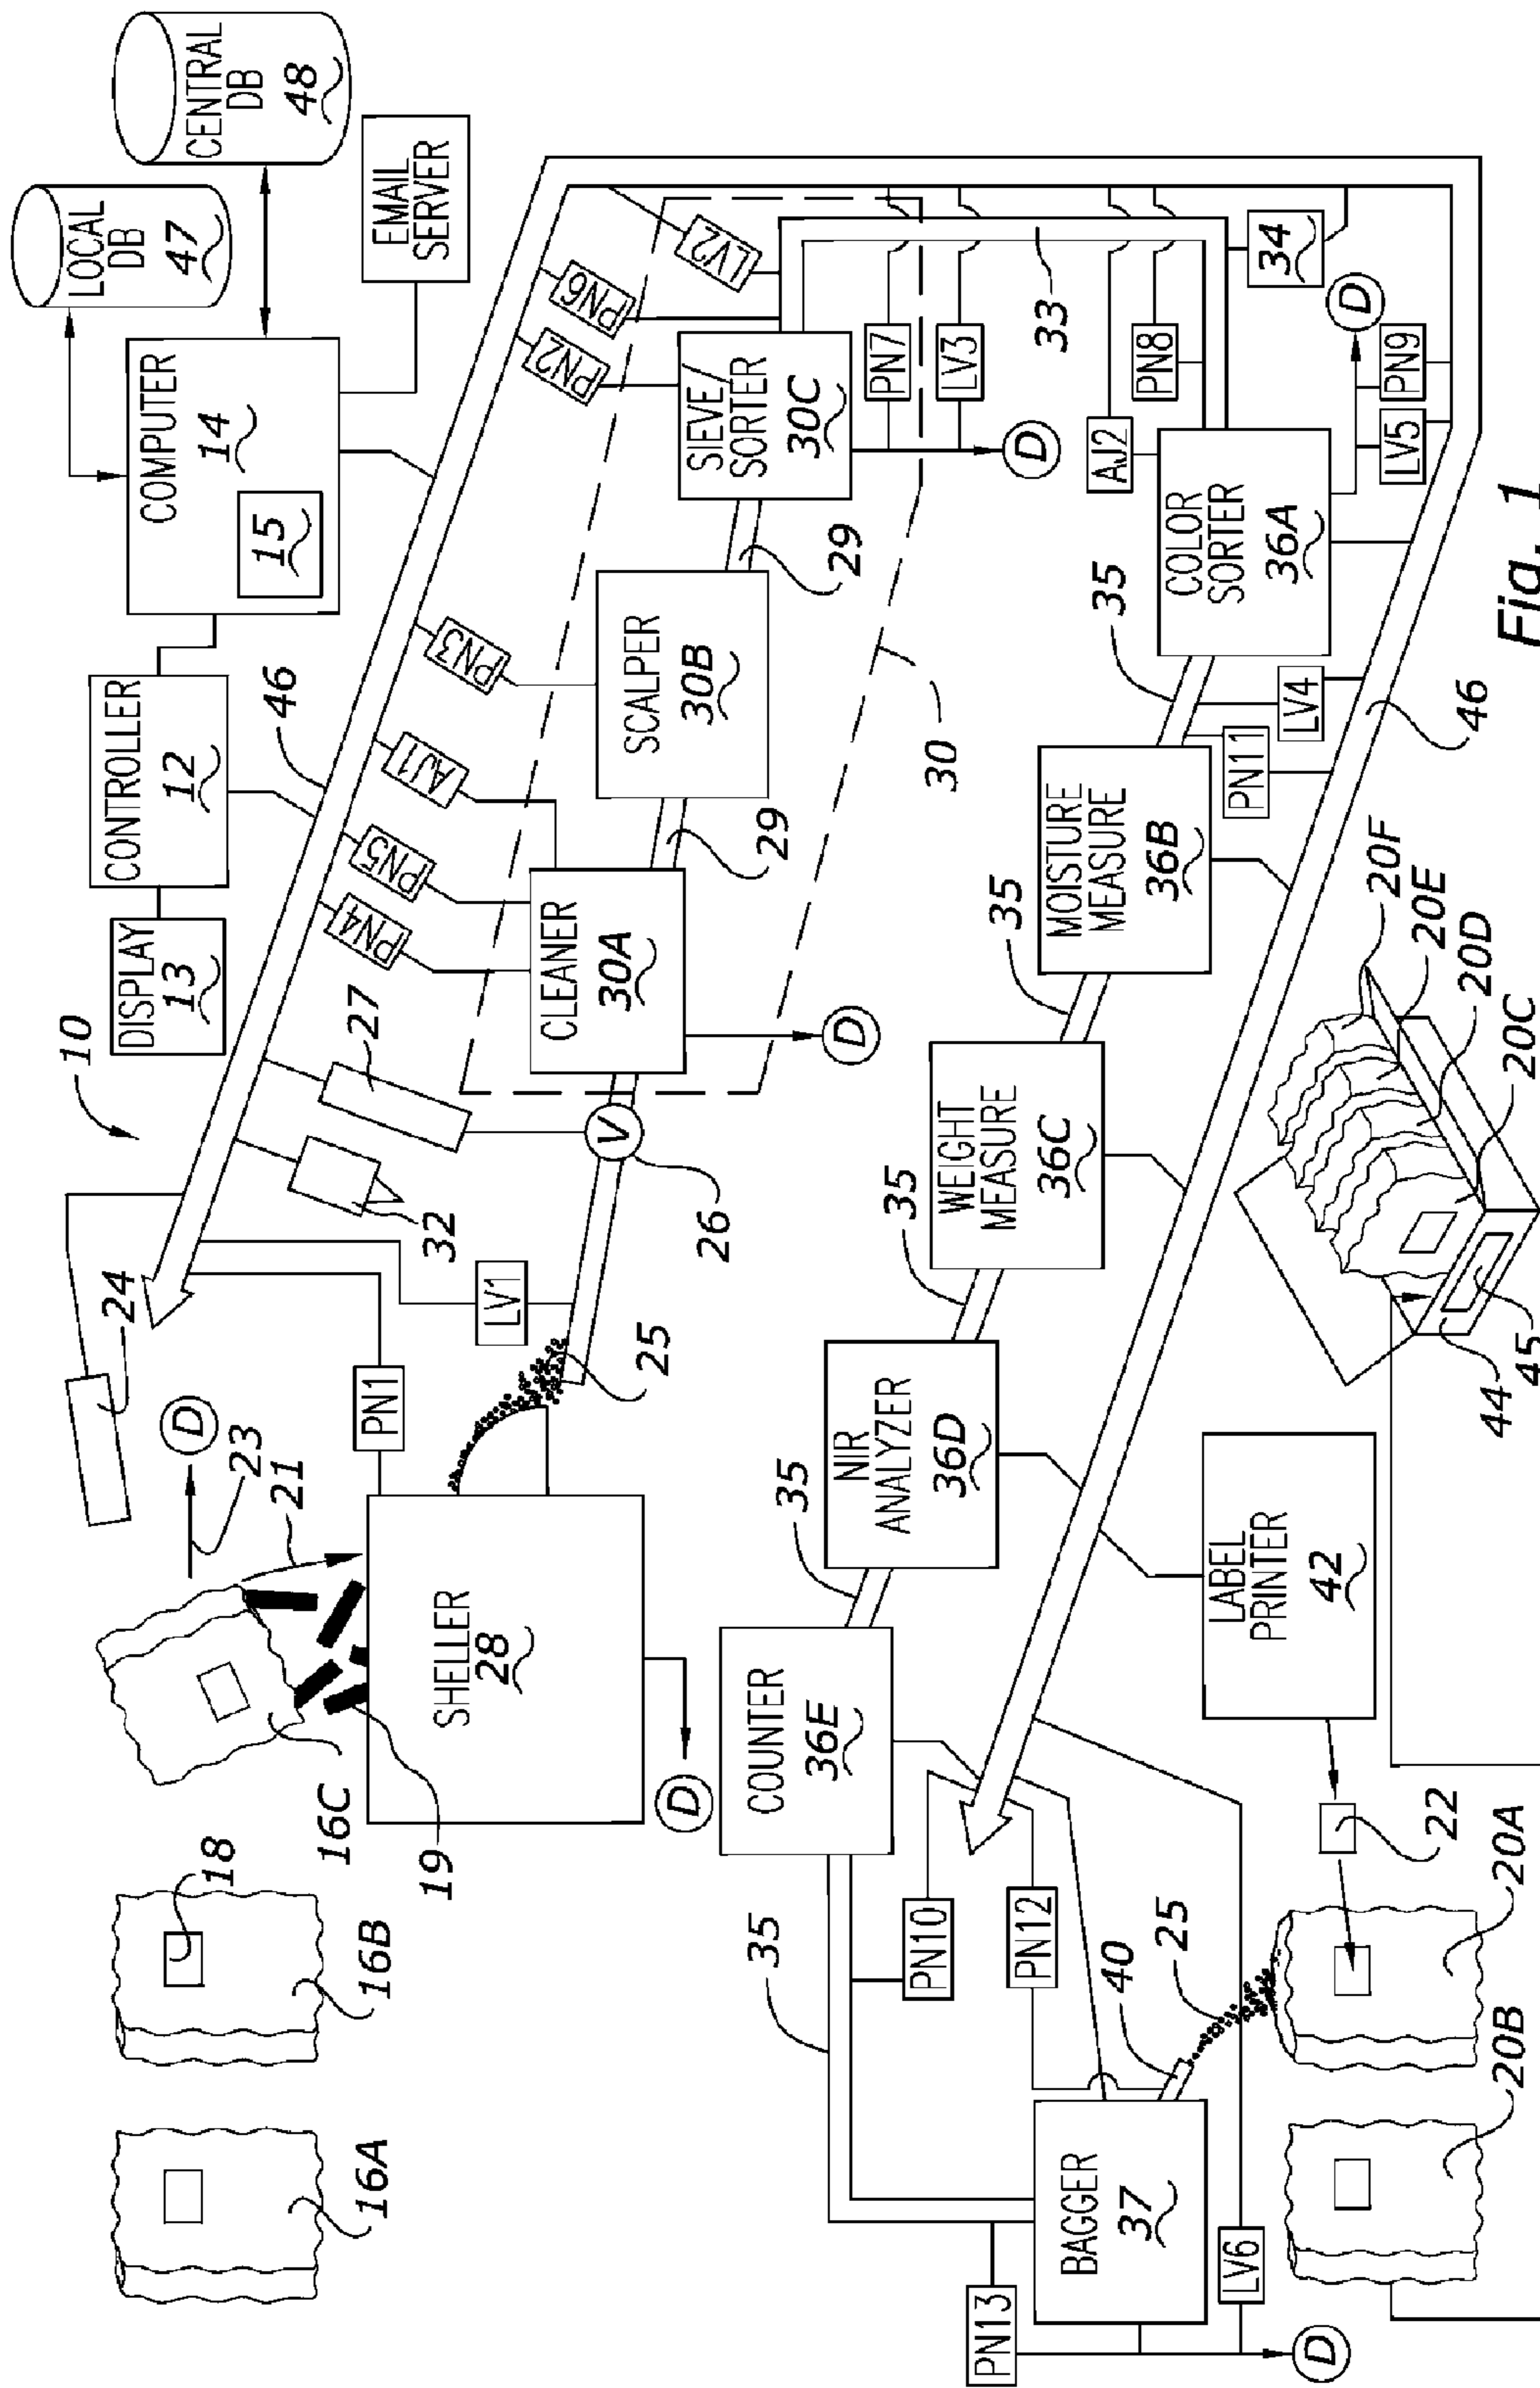 10
16A
16B
18
16C
19
23
D
21
24
DISPLAY
13
CONTROLLER
12
COMPUTER
14
15
LOCAL
DB
47
CENTRAL
DB
48
EMAIL
SERVER
46
SHELLER
28
D
PN1
LV1
25
32
27
V
26
PN4
PN5
AJ1
PN3
PN2
PN6
LV2
CLEANER
30A
D
29
SCALPER
30B
29
SIEVE/
SORTER
30C
PN7
LV3
D
30
33
34
COUNTER
36E
35
NIR
ANALYZER
36D
35
WEIGHT
MEASURE
36C
35
MOISTURE
MEASURE
36B
35
COLOR
SORTER
36A
35
AJ2
PN8
D
LV5
PN9
PN11
LV4
46
35
PN10
PN12
PN13
BAGGER
37
40
25
LV6
D
20B
20A
22
LABEL
PRINTER
42
44
45
20C
20D
20E
20F
Fig. 1